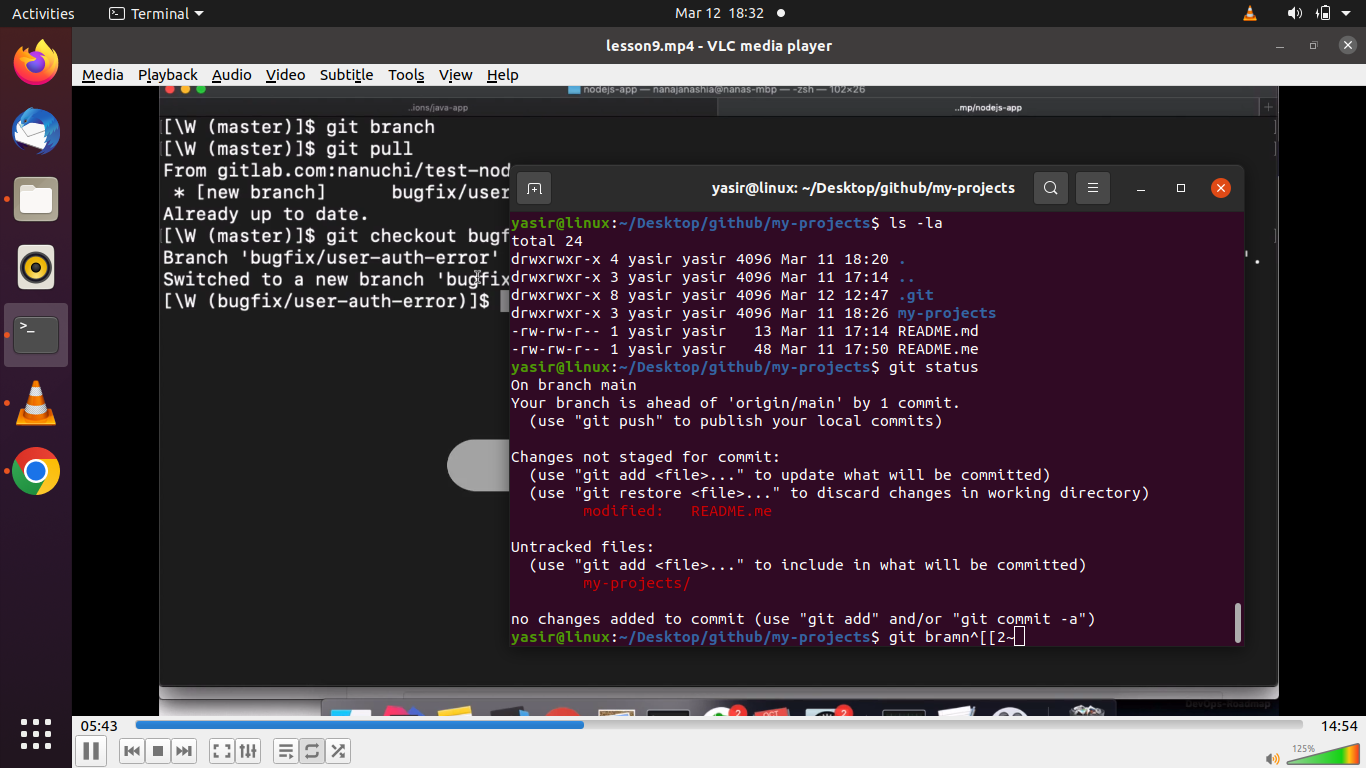 Activities
Terminal
Mar 12 18:32
lesson9.mp4 - VLC media player
Media Playback Audio Video Subtitle Tools View Help
nodejs-app — nanajanashia@nanas-mbp — -zsh — 102×26
..ions/java-app
..mp/nodejs-app
[\W (master)]$ git branch
[\W (master)]$ git pull
From gitlab.com:nanuchi/test-nod
* [new branch] bugfix/user
Already up to date.
[\W (master)]$ git checkout bugf
Branch 'bugfix/user-auth-error'
Switched to a new branch 'bugfix
[\W (bugfix/user-auth-error)]$
yasir@linux: ~/Desktop/github/my-projects
yasir@linux:~/Desktop/github/my-projects$ ls -la
total 24
drwxrwxr-x 4 yasir yasir 4096 Mar 11 18:20 .
drwxrwxr-x 3 yasir yasir 4096 Mar 11 17:14 ..
drwxrwxr-x 8 yasir yasir 4096 Mar 12 12:47 .git
drwxrwxr-x 3 yasir yasir 4096 Mar 11 18:26 my-projects
-rw-rw-r-- 1 yasir yasir 13 Mar 11 17:14 README.md
-rw-rw-r-- 1 yasir yasir 48 Mar 11 17:50 README.me
yasir@linux:~/Desktop/github/my-projects$ git status
On branch main
Your branch is ahead of 'origin/main' by 1 commit.
(use "git push" to publish your local commits)
Changes not staged for commit:
(use "git add <file>..." to update what will be committed)
(use "git restore <file>..." to discard changes in working directory)
modified: README.me
Untracked files:
(use "git add <file>..." to include in what will be committed)
my-projects/
no changes added to commit (use "git add" and/or "git commit -a")
yasir@linux:~/Desktop/github/my-projects$ git bramn^[[2~
2
OCT
2
DevOps-Roadmap
05:43
14:54
125%